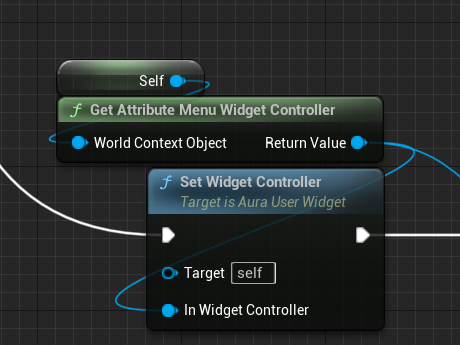 Self
f Get Attribute Menu Widget Controller
World Context Object Return Value
f Set Widget Controller
Target is Aura User Widget
Target self
In Widget Controller